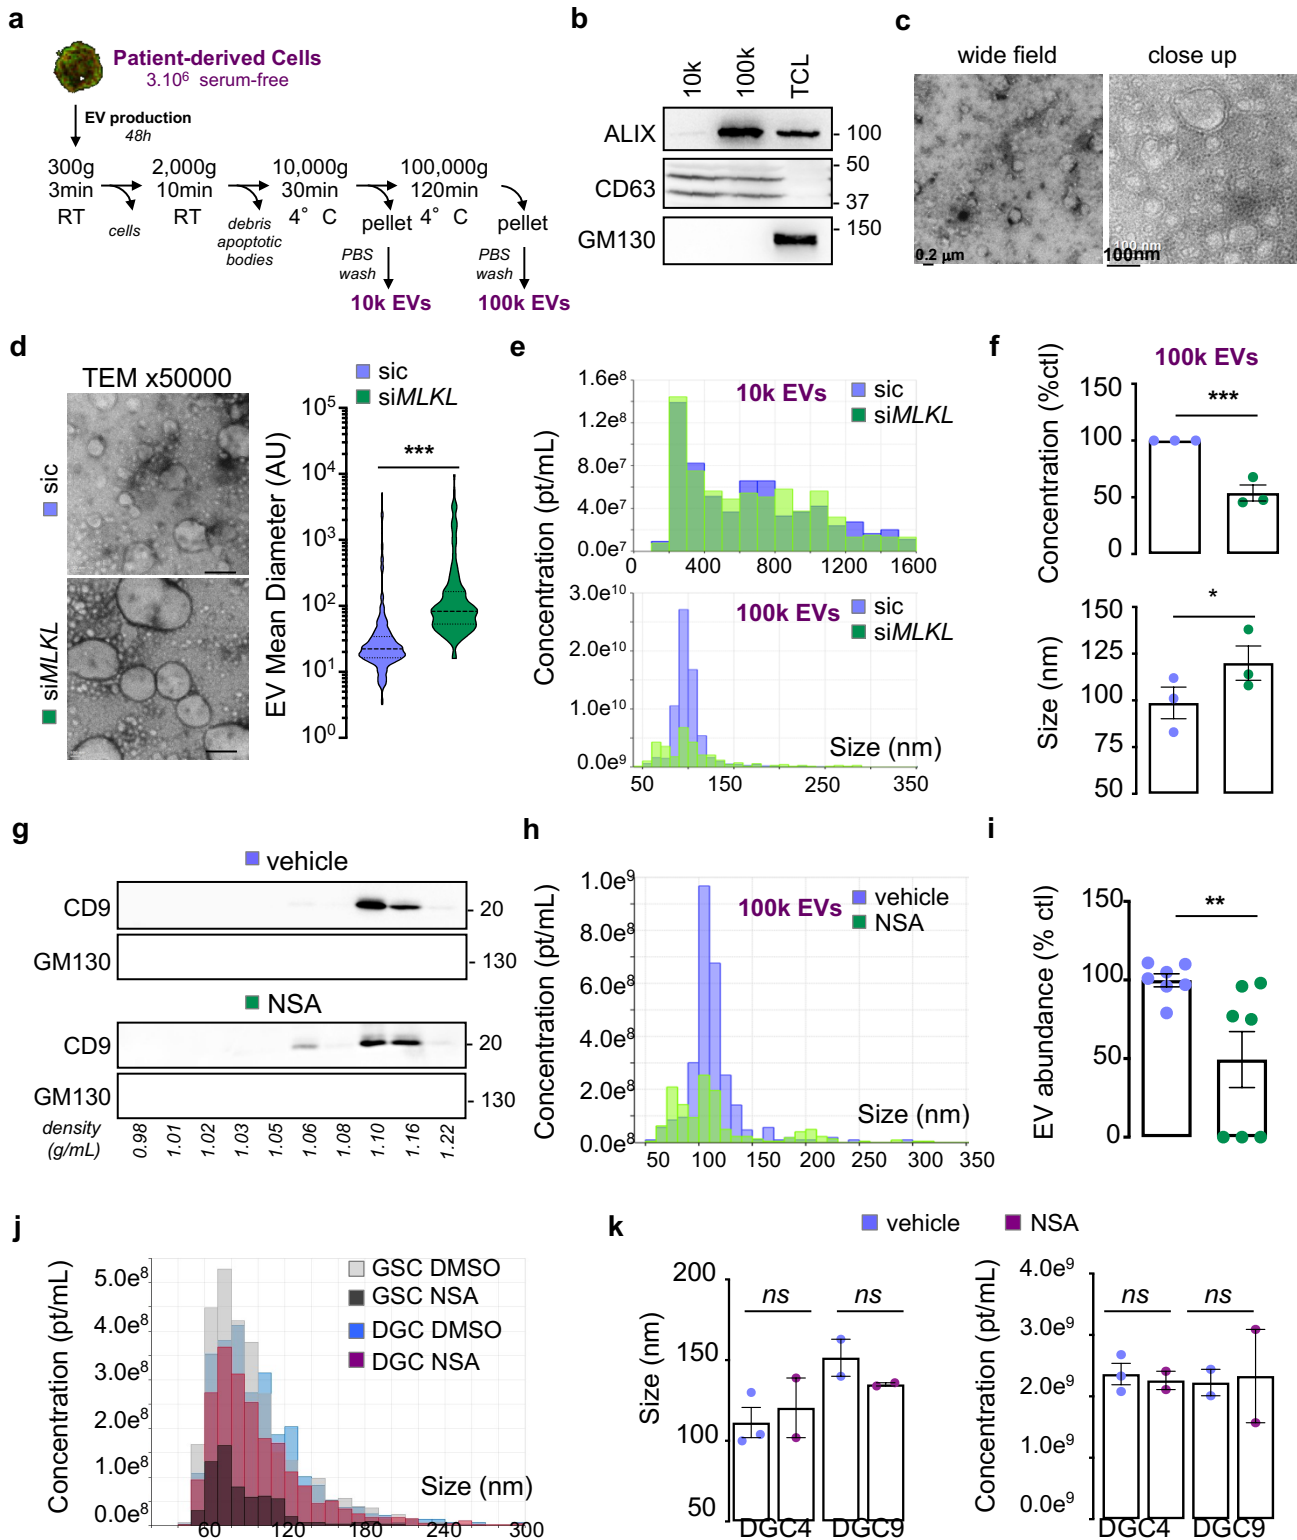 a
Patient-derived Cells
3.10⁶ serum-free
EV production
48h
300g 2,000g 10,000g 100,000g
3min 10min 30min 120min
RT RT 4° C pellet 4° C pellet
cells
debris
apoptotic
bodies
PBS
wash
PBS
wash
10k EVs 100k EVs
b
10k 100k TCL
ALIX - 100
50
CD63
- 37
GM130 - 150
c
wide field close up
0.2 µm
100 nm
100nm
d
TEM x50000
sic
siMLKL
sic
siMLKL
EV Mean Diameter (AU)
10⁵
10⁴
10³
10²
10¹
10⁰
***
e
Concentration (pt/mL)
1.6e⁸
1.2e⁸
8.0e⁷
4.0e⁷
0.0e⁷
10k EVs
sic
siMLKL
400 800 1200 1600
3.0e¹⁰
2.0e¹⁰
1.0e¹⁰
0.0e⁹
100k EVs
sic
siMLKL
Size (nm)
50 150 250 350
f
100k EVs
Concentration (%ctl)
150
100
50
0
***
Size (nm)
150
125
100
75
50
*
g
vehicle
CD9 - 20
GM130 - 130
NSA
CD9 - 20
GM130 - 130
density
(g/mL)
0.98 1.01 1.02 1.03 1.05 1.06 1.08 1.10 1.16 1.22
h
Concentration (pt/mL)
1.0e⁹
8.0e⁸
6.0e⁸
4.0e⁸
2.0e⁸
0.0e⁸
100k EVs
vehicle
NSA
Size (nm)
50 100 150 200 250 300 350
i
EV abundance (% ctl)
150
100
50
0
**
j
Concentration (pt/mL)
5.0e⁸
4.0e⁸
3.0e⁸
2.0e⁸
1.0e⁸
0.0e⁸
GSC DMSO
GSC NSA
DGC DMSO
DGC NSA
Size (nm)
60 120 180 240 300
k
vehicle NSA
Size (nm)
200
150
100
50
ns ns
DGC4 DGC9
Concentration (pt/mL)
4.0e⁹
3.0e⁹
2.0e⁹
1.0e⁹
0.0e⁹
ns ns
DGC4 DGC9